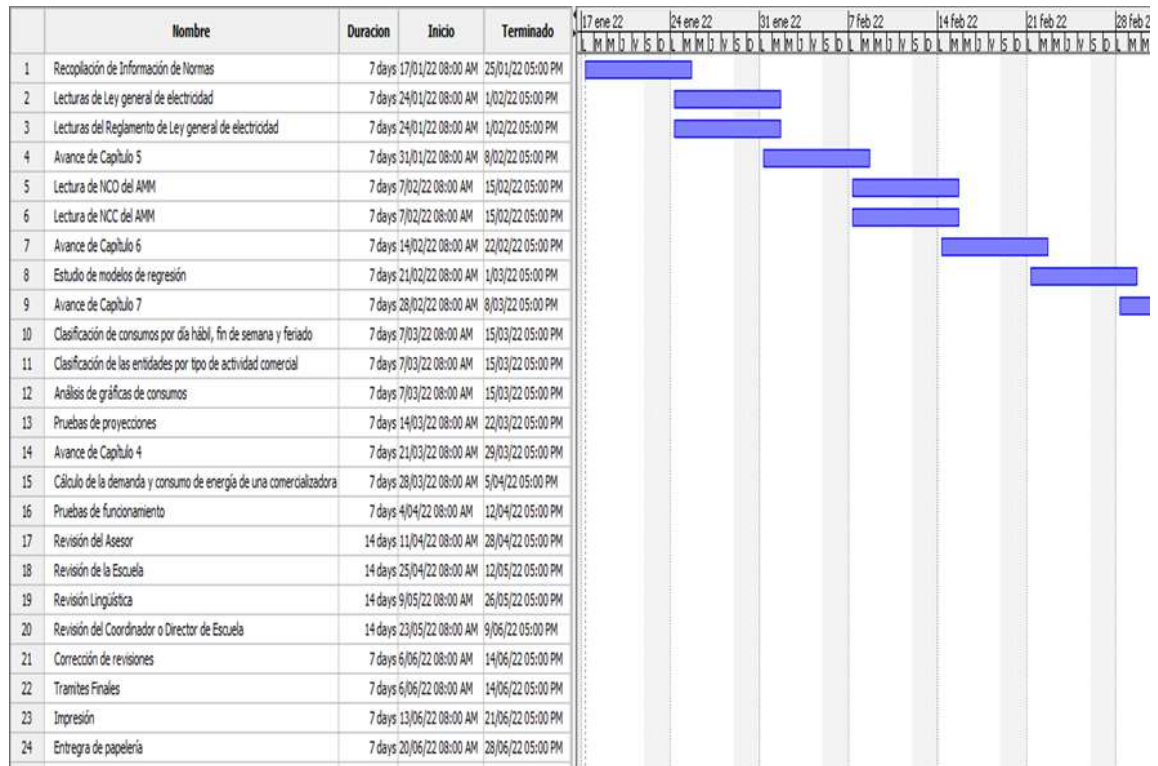 Nombre Duracion Inicio Terminado 17 ene 22 24 ene 22 31 ene 22 7 feb 22 14 feb 22 21 feb 22 28 feb 2
L M M J V S D L M M J V S D L M M J V S D L M M J V S D L M M J V S D L M M J V S D L M M
1 Recopilación de Información de Normas 7 days 17/01/22 08:00 AM 25/01/22 05:00 PM
2 Lecturas de Ley general de electricidad 7 days 24/01/22 08:00 AM 1/02/22 05:00 PM
3 Lecturas del Reglamento de Ley general de electricidad 7 days 24/01/22 08:00 AM 1/02/22 05:00 PM
4 Avance de Capítulo 5 7 days 31/01/22 08:00 AM 8/02/22 05:00 PM
5 Lectura de NCO del AMM 7 days 7/02/22 08:00 AM 15/02/22 05:00 PM
6 Lectura de NCC del AMM 7 days 7/02/22 08:00 AM 15/02/22 05:00 PM
7 Avance de Capítulo 6 7 days 14/02/22 08:00 AM 22/02/22 05:00 PM
8 Estudio de modelos de regresión 7 days 21/02/22 08:00 AM 1/03/22 05:00 PM
9 Avance de Capítulo 7 7 days 28/02/22 08:00 AM 8/03/22 05:00 PM
10 Clasificación de consumos por día hábil, fin de semana y feriado 7 days 7/03/22 08:00 AM 15/03/22 05:00 PM
11 Clasificación de las entidades por tipo de actividad comercial 7 days 7/03/22 08:00 AM 15/03/22 05:00 PM
12 Análisis de gráficas de consumos 7 days 7/03/22 08:00 AM 15/03/22 05:00 PM
13 Pruebas de proyecciones 7 days 14/03/22 08:00 AM 22/03/22 05:00 PM
14 Avance de Capítulo 4 7 days 21/03/22 08:00 AM 29/03/22 05:00 PM
15 Cálculo de la demanda y consumo de energía de una comercializadora 7 days 28/03/22 08:00 AM 5/04/22 05:00 PM
16 Pruebas de funcionamiento 7 days 4/04/22 08:00 AM 12/04/22 05:00 PM
17 Revisión del Asesor 14 days 11/04/22 08:00 AM 28/04/22 05:00 PM
18 Revisión de la Escuela 14 days 25/04/22 08:00 AM 12/05/22 05:00 PM
19 Revisión Lingüística 14 days 9/05/22 08:00 AM 26/05/22 05:00 PM
20 Revisión del Coordinador o Director de Escuela 14 days 23/05/22 08:00 AM 9/06/22 05:00 PM
21 Corrección de revisiones 7 days 6/06/22 08:00 AM 14/06/22 05:00 PM
22 Tramites Finales 7 days 6/06/22 08:00 AM 14/06/22 05:00 PM
23 Impresión 7 days 13/06/22 08:00 AM 21/06/22 05:00 PM
24 Entregra de papelería 7 days 20/06/22 08:00 AM 28/06/22 05:00 PM